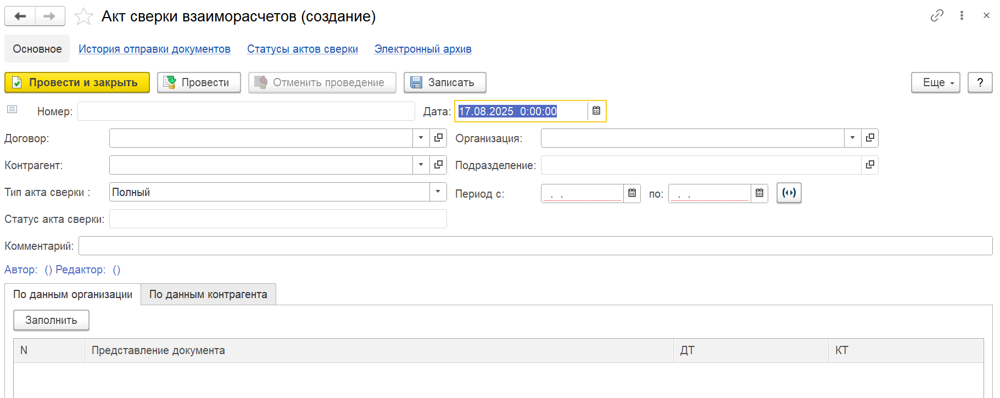 Акт сверки взаиморасчетов (создание)
Основное История отправки документов Статусы актов сверки Электронный архив
Провести и закрыть Провести Отменить проведение Записать Еще ?
Номер: Дата: 17.08.2025 0:00:00
Договор: Организация:
Контрагент: Подразделение:
Тип акта сверки : Полный Период с: . . по: . .
Статус акта сверки:
Комментарий:
Автор: () Редактор: ()
По данным организации По данным контрагента
Заполнить
N Представление документа ДТ КТ